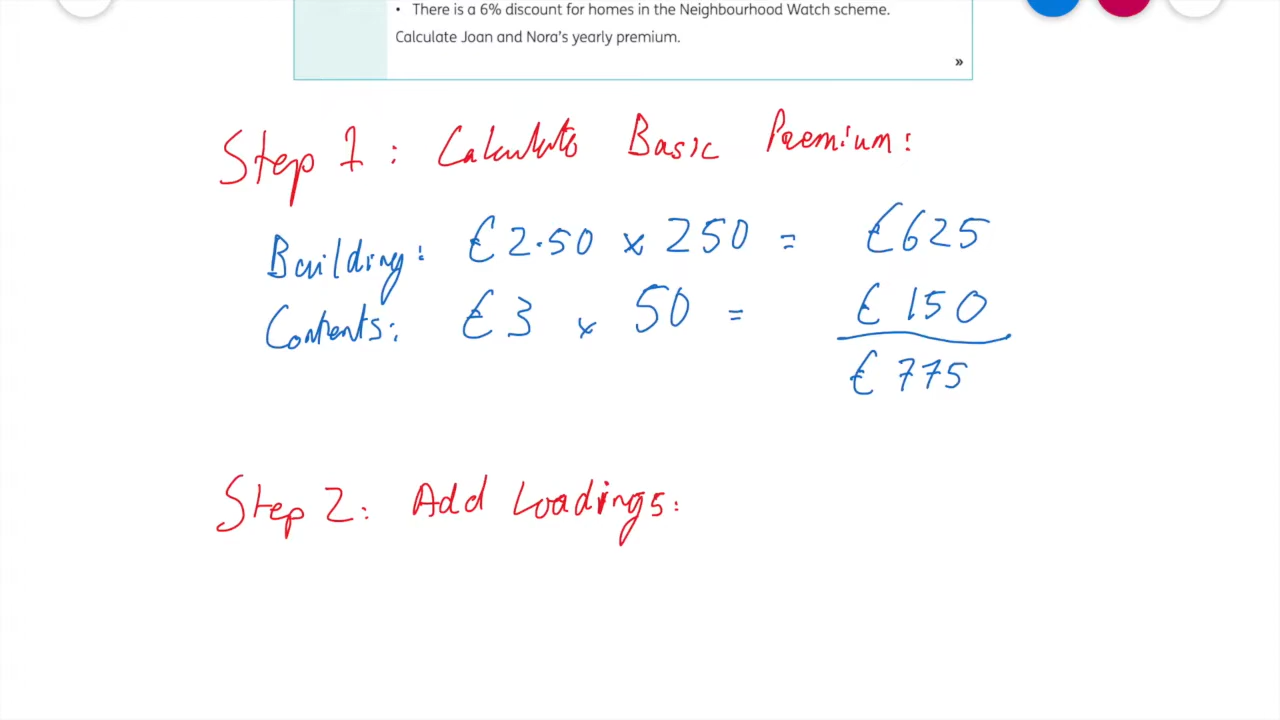 • There is a 6% discount for homes in the Neighbourhood Watch scheme.
Calculate Joan and Nora's yearly premium.
»
Step 1: Calculate Basic Premium:
Building: €2.50 x 250 = €625
Contents: €3 x 50 = €150
€775
Step 2: Add Loadings: